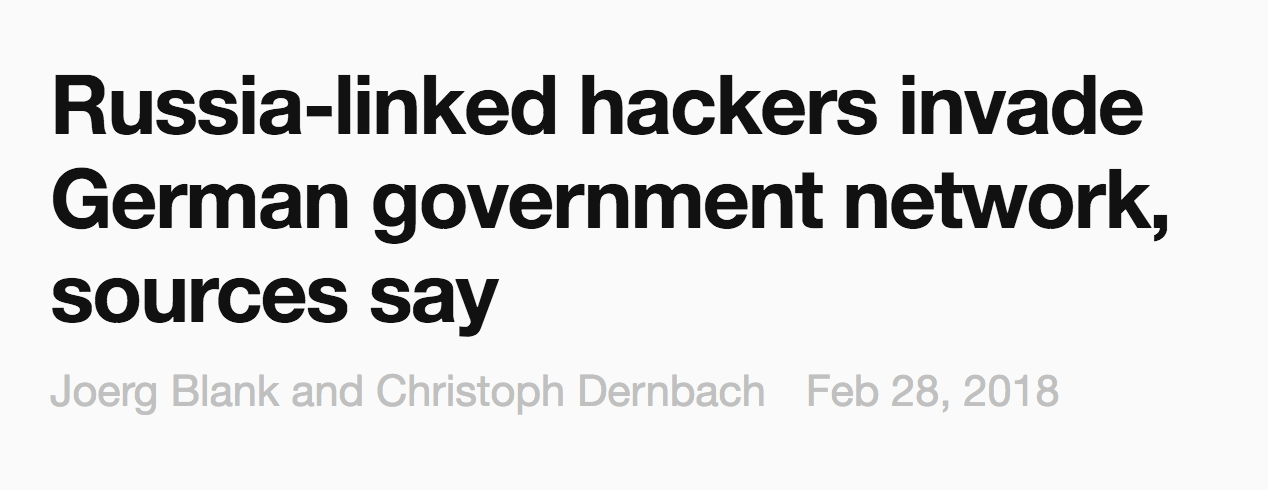 Russia-linked hackers invade
German government network,
sources say
Joerg Blank and Christoph Dernbach Feb 28, 2018